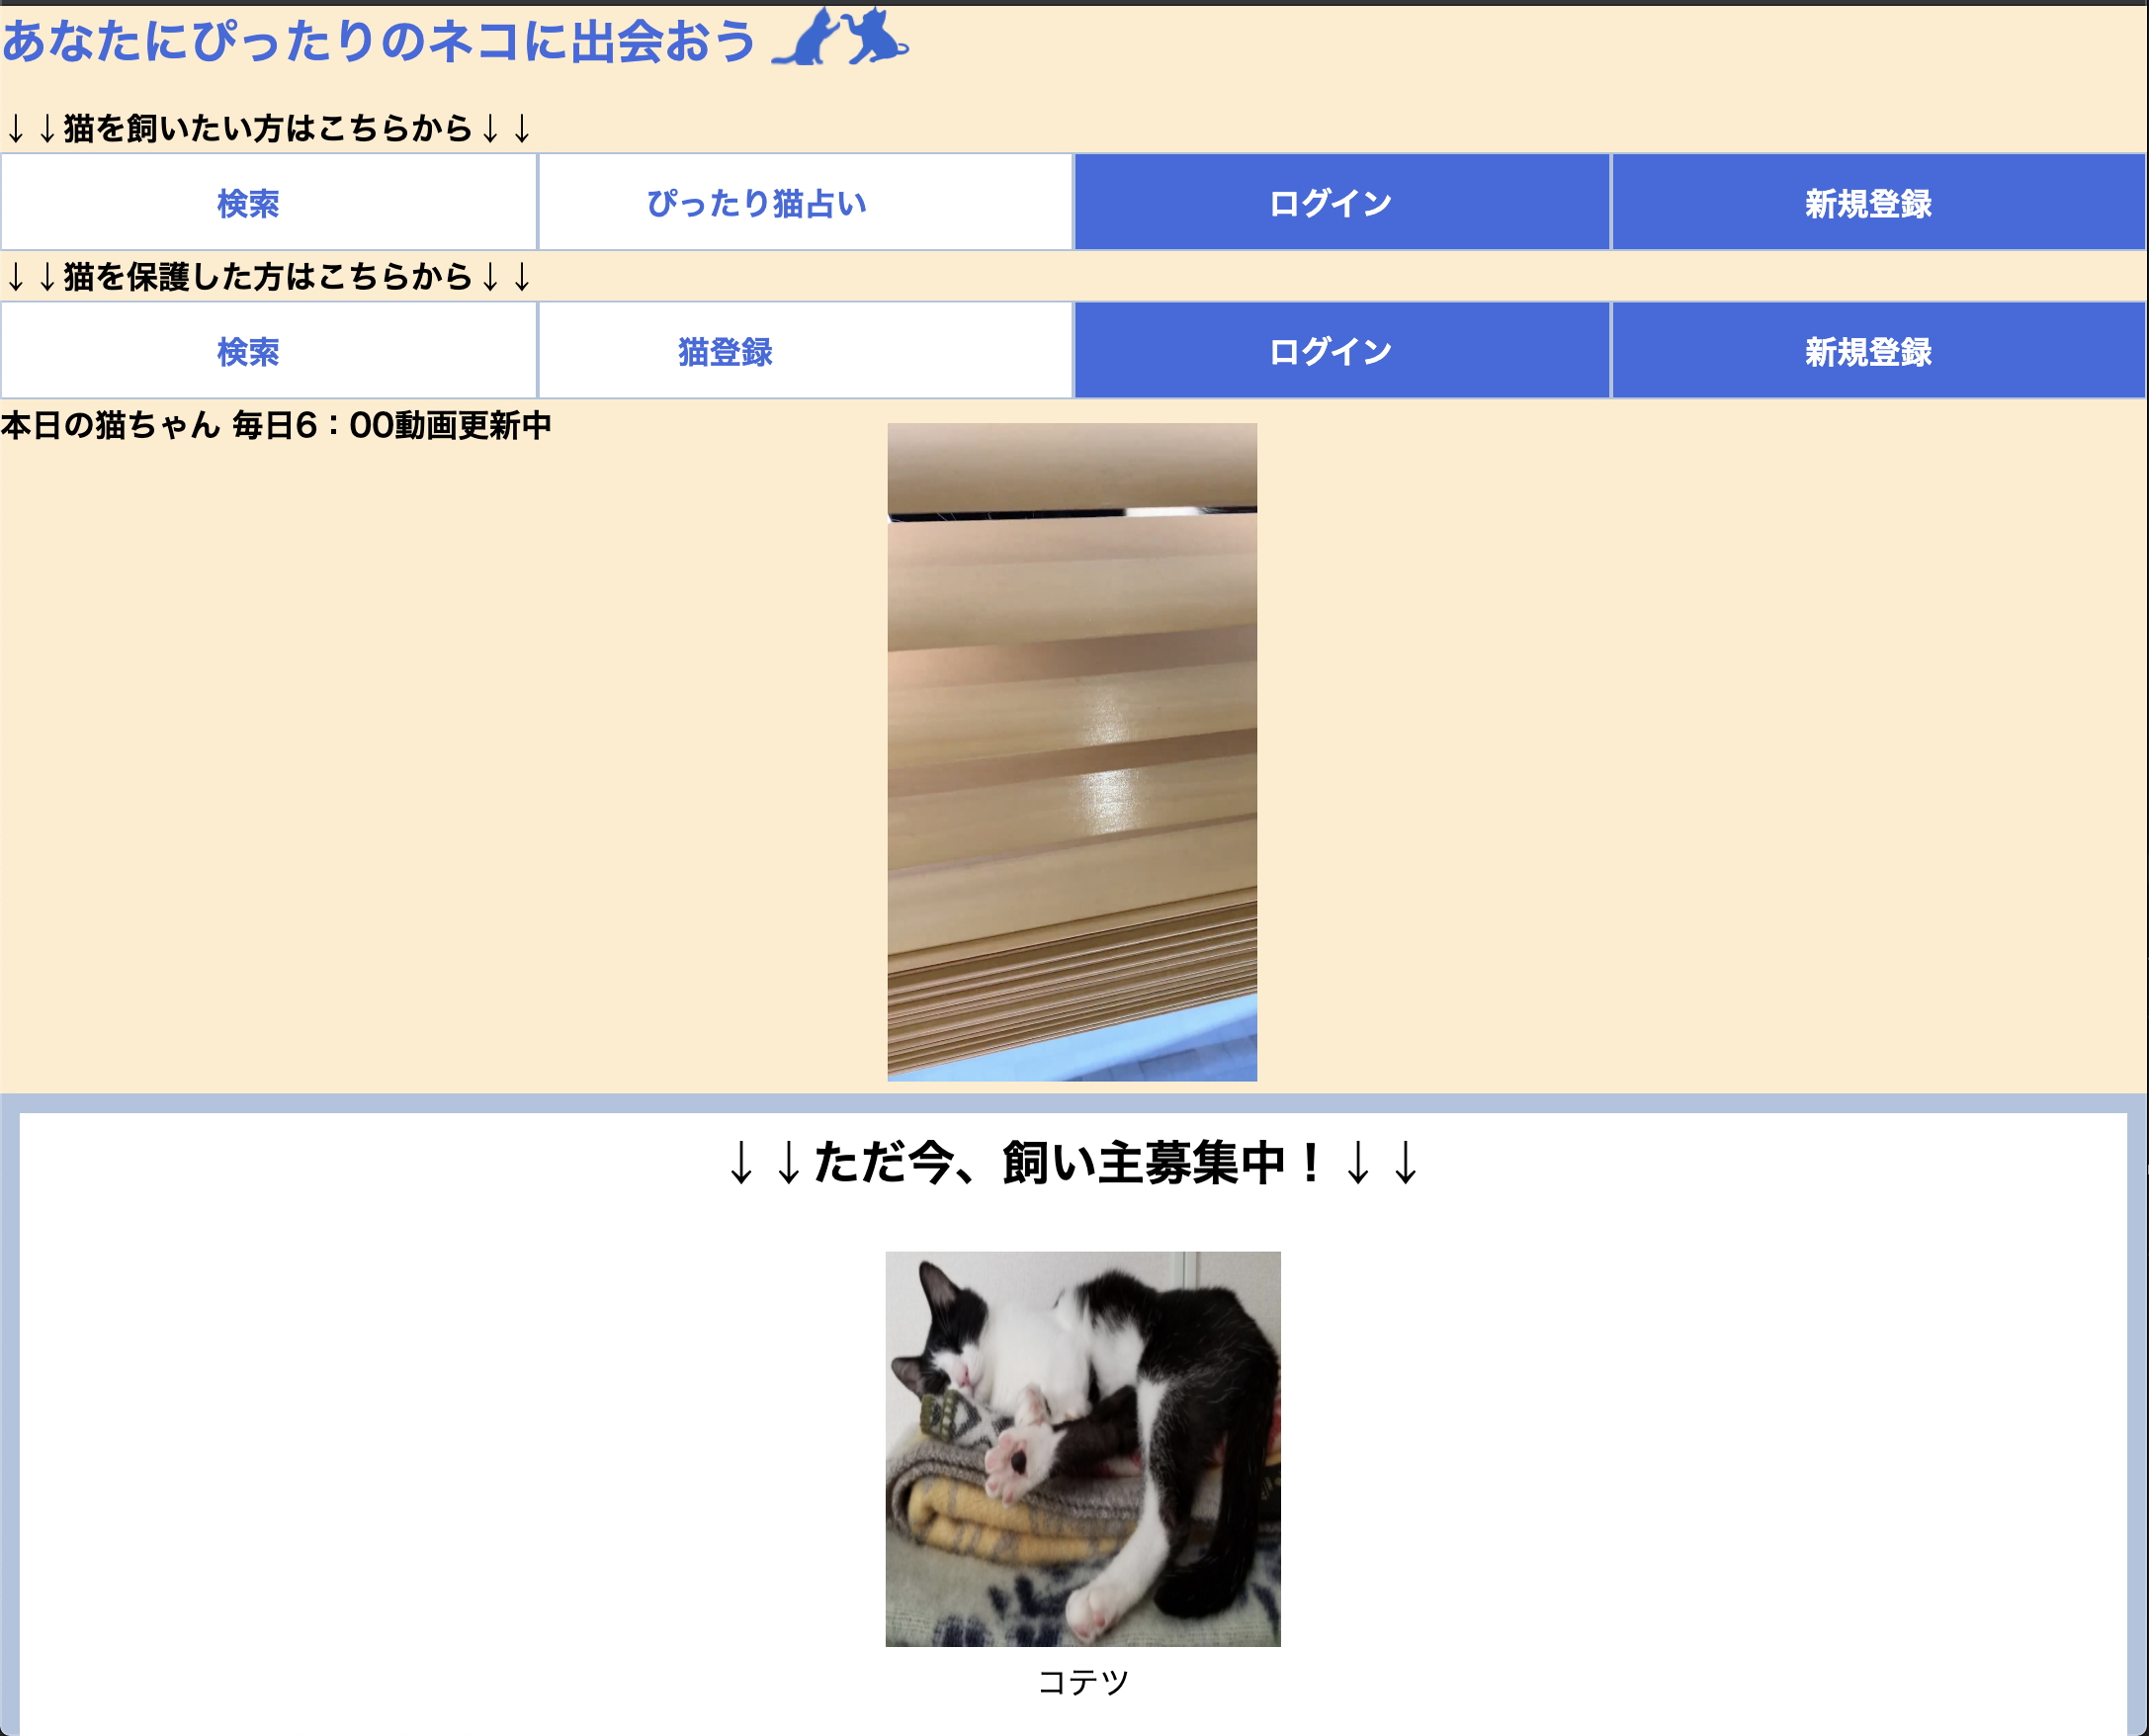 あなたにぴったりのネコに出会おう
↓↓猫を飼いたい方はこちらから↓↓
検索 ぴったり猫占い ログイン 新規登録
↓↓猫を保護した方はこちらから↓↓
検索 猫登録 ログイン 新規登録
本日の猫ちゃん 毎日6：00動画更新中
↓↓ただ今、飼い主募集中！↓↓
コテツ